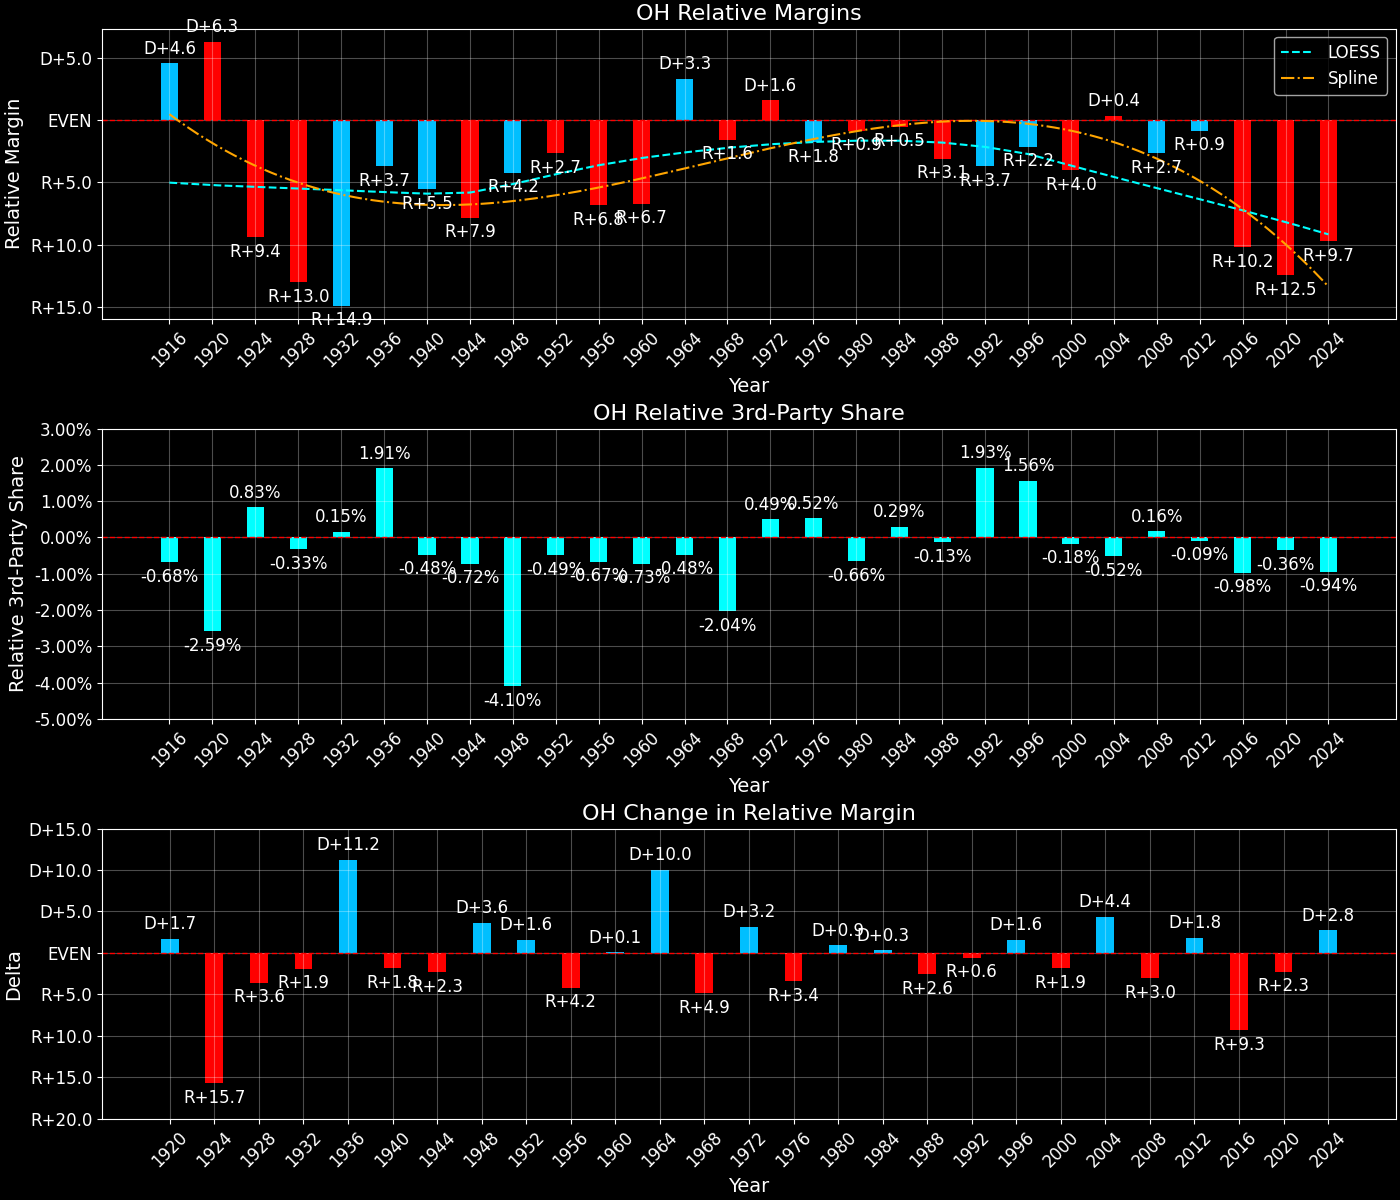 OH Relative Margins
Relative Margin
D+5.0
EVEN
R+5.0
R+10.0
R+15.0
D+4.6
D+6.3
R+9.4
R+13.0
R+14.9
R+3.7
R+5.5
R+7.9
R+4.2
R+2.7
R+6.8
R+6.7
D+3.3
R+1.6
D+1.6
R+1.8
R+0.9
R+0.5
R+3.1
R+3.7
R+2.2
R+4.0
D+0.4
R+2.7
R+0.9
R+10.2
R+12.5
R+9.7
LOESS
Spline
1916 1920 1924 1928 1932 1936 1940 1944 1948 1952 1956 1960 1964 1968 1972 1976 1980 1984 1988 1992 1996 2000 2004 2008 2012 2016 2020 2024
Year
OH Relative 3rd-Party Share
Relative 3rd-Party Share
3.00%
2.00%
1.00%
0.00%
-1.00%
-2.00%
-3.00%
-4.00%
-5.00%
-0.68%
-2.59%
0.83%
-0.33%
0.15%
1.91%
-0.48%
-0.72%
-4.10%
-0.49%
-0.67%
-0.73%
-0.48%
-2.04%
0.49%
0.52%
-0.66%
0.29%
-0.13%
1.93%
1.56%
-0.18%
-0.52%
0.16%
-0.09%
-0.98%
-0.36%
-0.94%
1916 1920 1924 1928 1932 1936 1940 1944 1948 1952 1956 1960 1964 1968 1972 1976 1980 1984 1988 1992 1996 2000 2004 2008 2012 2016 2020 2024
Year
OH Change in Relative Margin
Delta
D+15.0
D+10.0
D+5.0
EVEN
R+5.0
R+10.0
R+15.0
R+20.0
D+1.7
R+15.7
R+3.6
R+1.9
D+11.2
R+1.8
R+2.3
D+3.6
D+1.6
R+4.2
D+0.1
D+10.0
R+4.9
D+3.2
R+3.4
D+0.9
D+0.3
R+2.6
R+0.6
D+1.6
R+1.9
D+4.4
R+3.0
D+1.8
R+9.3
R+2.3
D+2.8
1920 1924 1928 1932 1936 1940 1944 1948 1952 1956 1960 1964 1968 1972 1976 1980 1984 1988 1992 1996 2000 2004 2008 2012 2016 2020 2024
Year